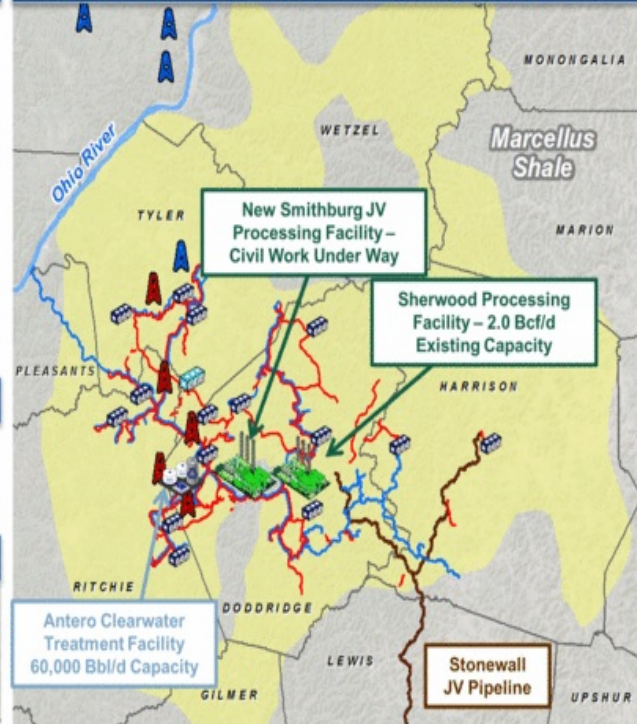 MONONGALIA
WETZEL
Marcellus
Shale
Ohio River
TYLER
MARION
New Smithburg JV
Processing Facility –
Civil Work Under Way
Sherwood Processing
Facility – 2.0 Bcf/d
Existing Capacity
PLEASANTS
HARRISON
RITCHIE
DODDRIDGE
Antero Clearwater
Treatment Facility
60,000 Bbl/d Capacity
LEWIS
Stonewall
JV Pipeline
GILMER
UPSHUR